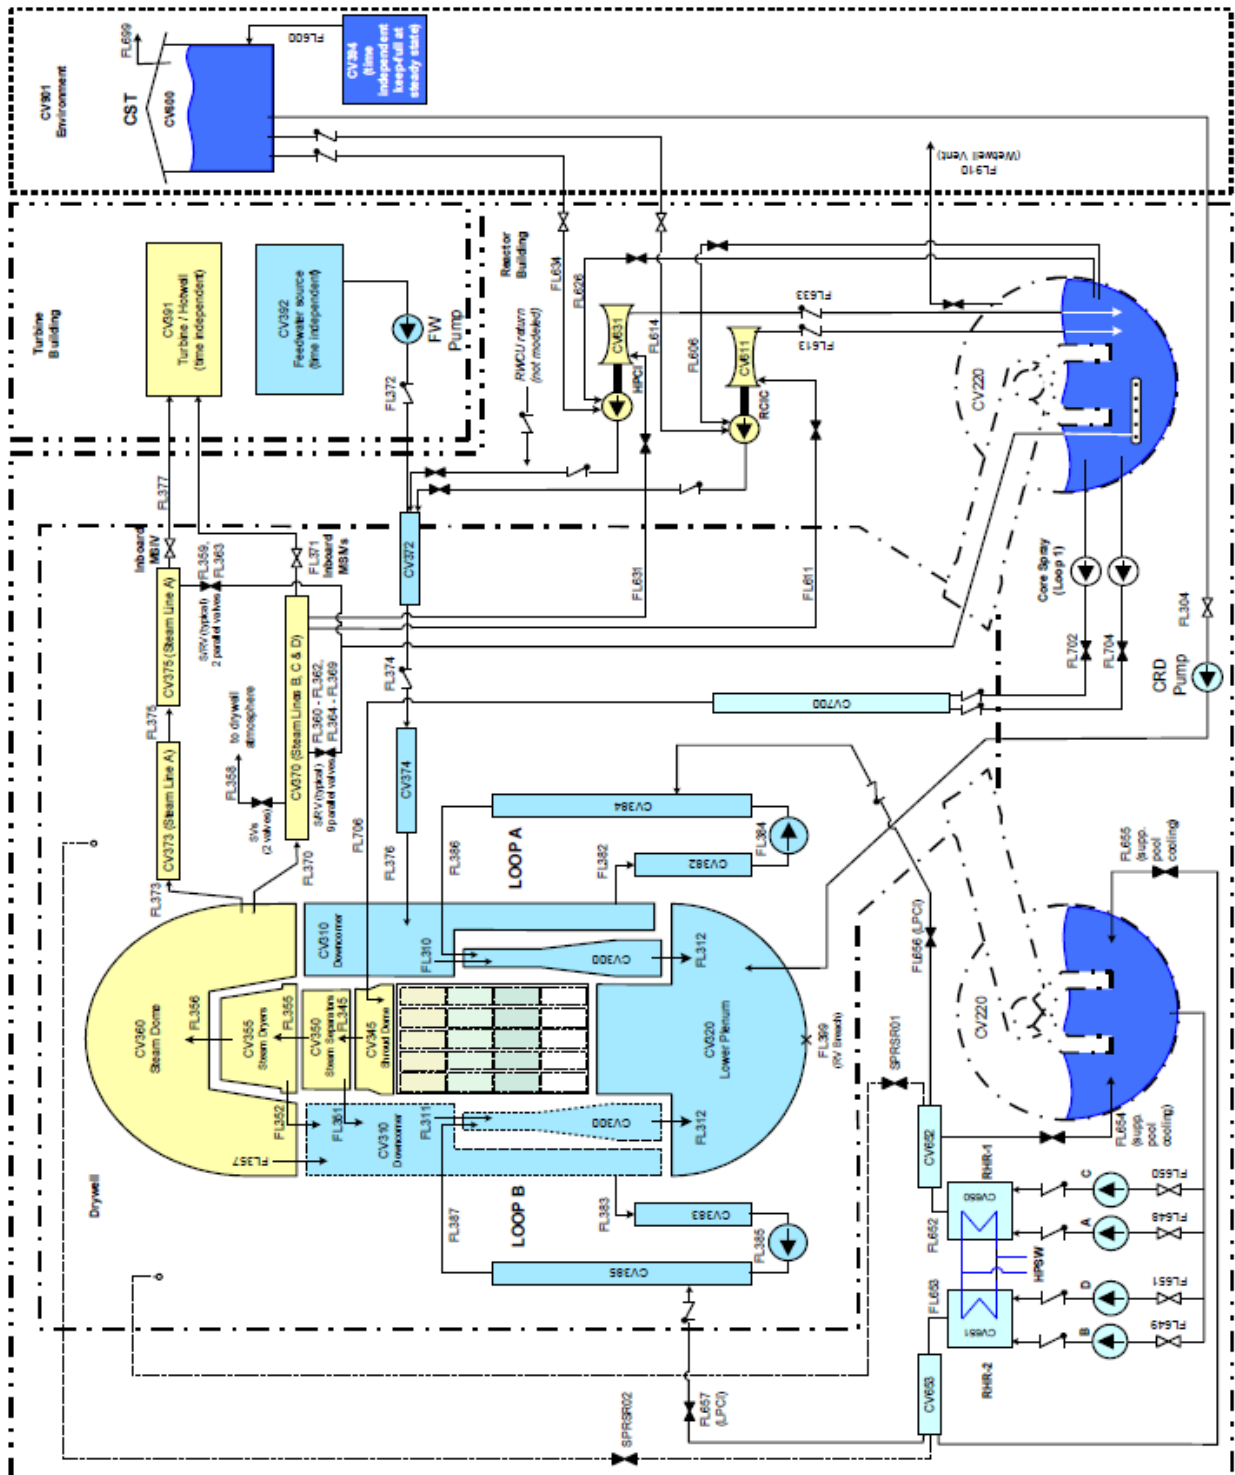 FL699
CV901
Environment
CST
CV600
FL600
CV394
(time
independent
keep-full at
steady state)
FL910
(Wetwell Vent)
Turbine
Building
CV391
Turbine / Hotwell
(time independent)
CV392
Feedwater source
(time independent)
FW
Pump
FL372
Reactor
Building
RWCU return
(not modeled)
FL634
FL626
FL614
FL606
CV631
HPCI
CV611
RCIC
FL633
FL613
CV220
FL377
Inboard
MSIV
FL359,
FL363
S/RV (typical)
2 parallel valves
CV375 (Steam Line A)
FL375
CV373 (Steam Line A)
FL373
FL371
Inboard
MSIVs
CV370 (Steam Lines B, C & D)
FL370
S/RV (typical)
9 parallel valves
FL360 - FL362,
FL364 - FL369
to drywell
atmosphere
FL358
SVs
(2 valves)
CV372
FL374
CV374
FL376
FL706
FL631
FL611
CV700
Core Spray
(Loop 1)
FL702
FL704
CRD
Pump
FL304
Drywell
CV360
Steam Dome
FL356
CV355
Steam Dryers
FL355
CV350
Steam Separators
FL345
CV345
Shroud Dome
FL352
FL351
FL357
CV310
Downcomer
CV310
Downcomer
FL310
FL311
CV300
CV300
FL312
FL312
CV320
Lower Plenum
FL399
(RV Breach)
LOOP A
FL386
FL382
CV384
CV382
FL384
LOOP B
FL387
FL383
CV383
CV385
FL385
FL655
(supp.
pool
cooling)
FL656 (LPCI)
CV220
SPRSR01
FL654
(supp.
pool
cooling)
CV652
RHR-1
CV650
FL652
C
FL650
A
FL648
HPSW
FL653
D
FL651
CV651
B
FL649
RHR-2
CV653
FL657
(LPCI)
SPRSR02